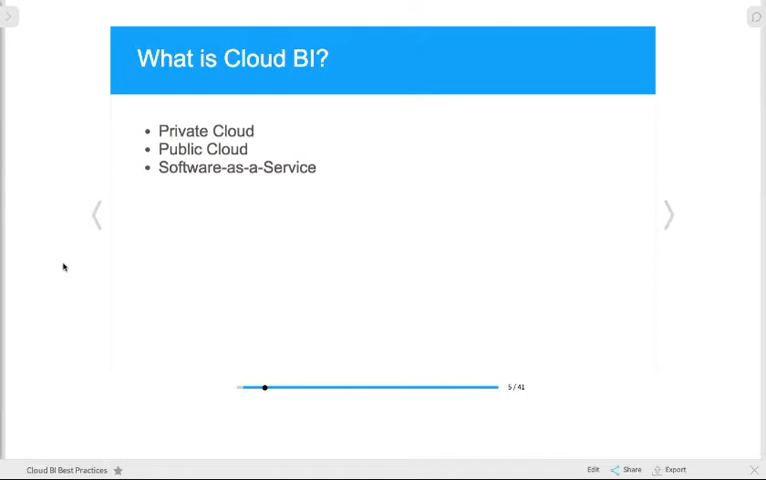 What is Cloud BI?
• Private Cloud
• Public Cloud
• Software-as-a-Service
5 / 41
Cloud BI Best Practices
Edit Share Export